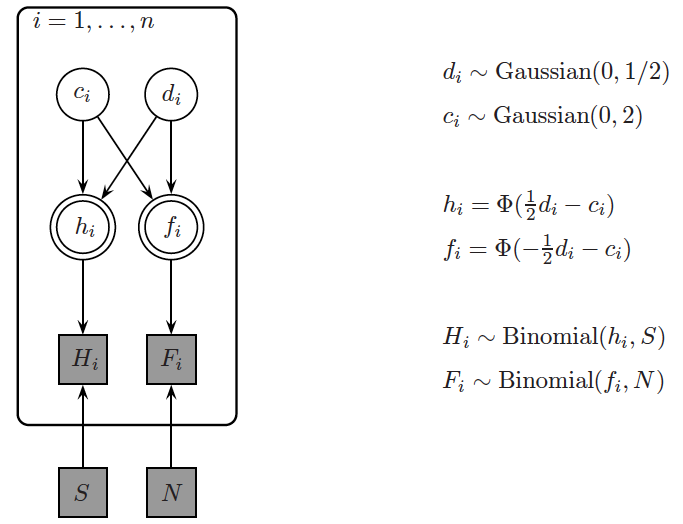 i = 1, . . . , n
c_i d_i
h_i f_i
H_i F_i
S N
d_i ∼ Gaussian(0, 1/2)
c_i ∼ Gaussian(0, 2)
h_i = Φ(½d_i − c_i)
f_i = Φ(−½d_i − c_i)
H_i ∼ Binomial(h_i, S)
F_i ∼ Binomial(f_i, N)